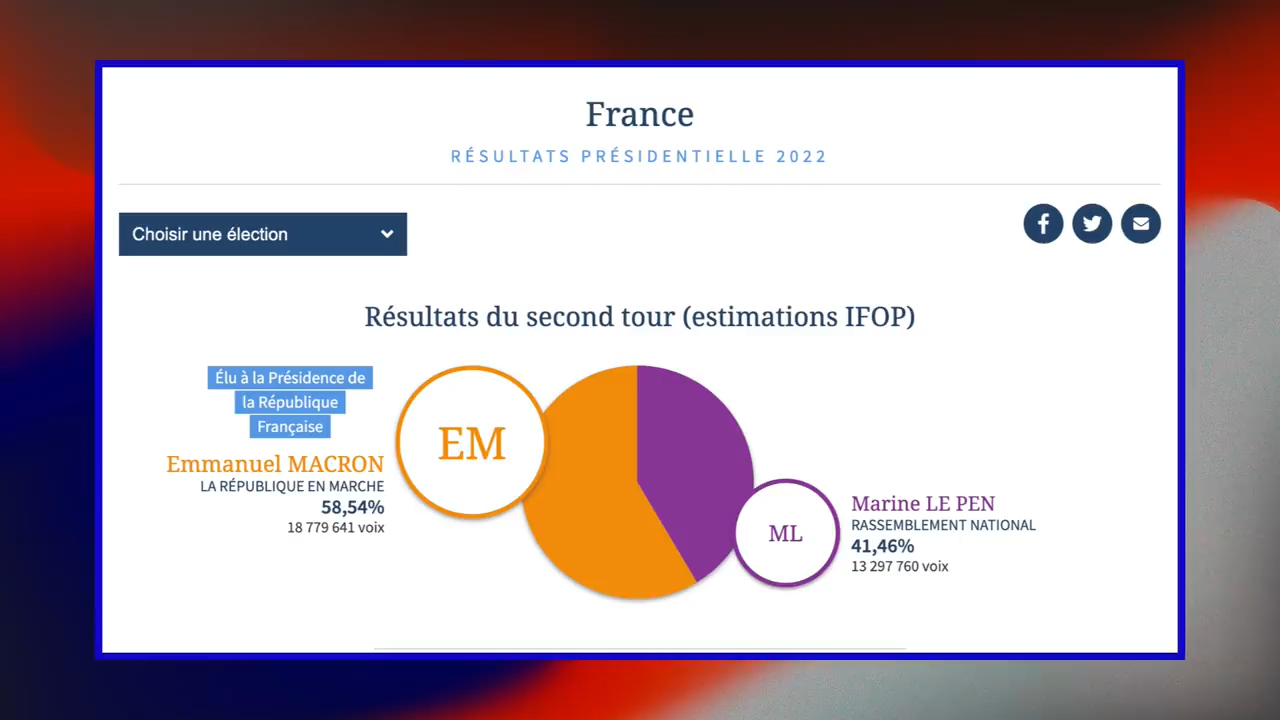 France
RÉSULTATS PRÉSIDENTIELLE 2022
Choisir une élection
Résultats du second tour (estimations IFOP)
Élu à la Présidence de
la République
Française
Emmanuel MACRON
LA RÉPUBLIQUE EN MARCHE
58,54%
18 779 641 voix
EM
ML
Marine LE PEN
RASSEMBLEMENT NATIONAL
41,46%
13 297 760 voix